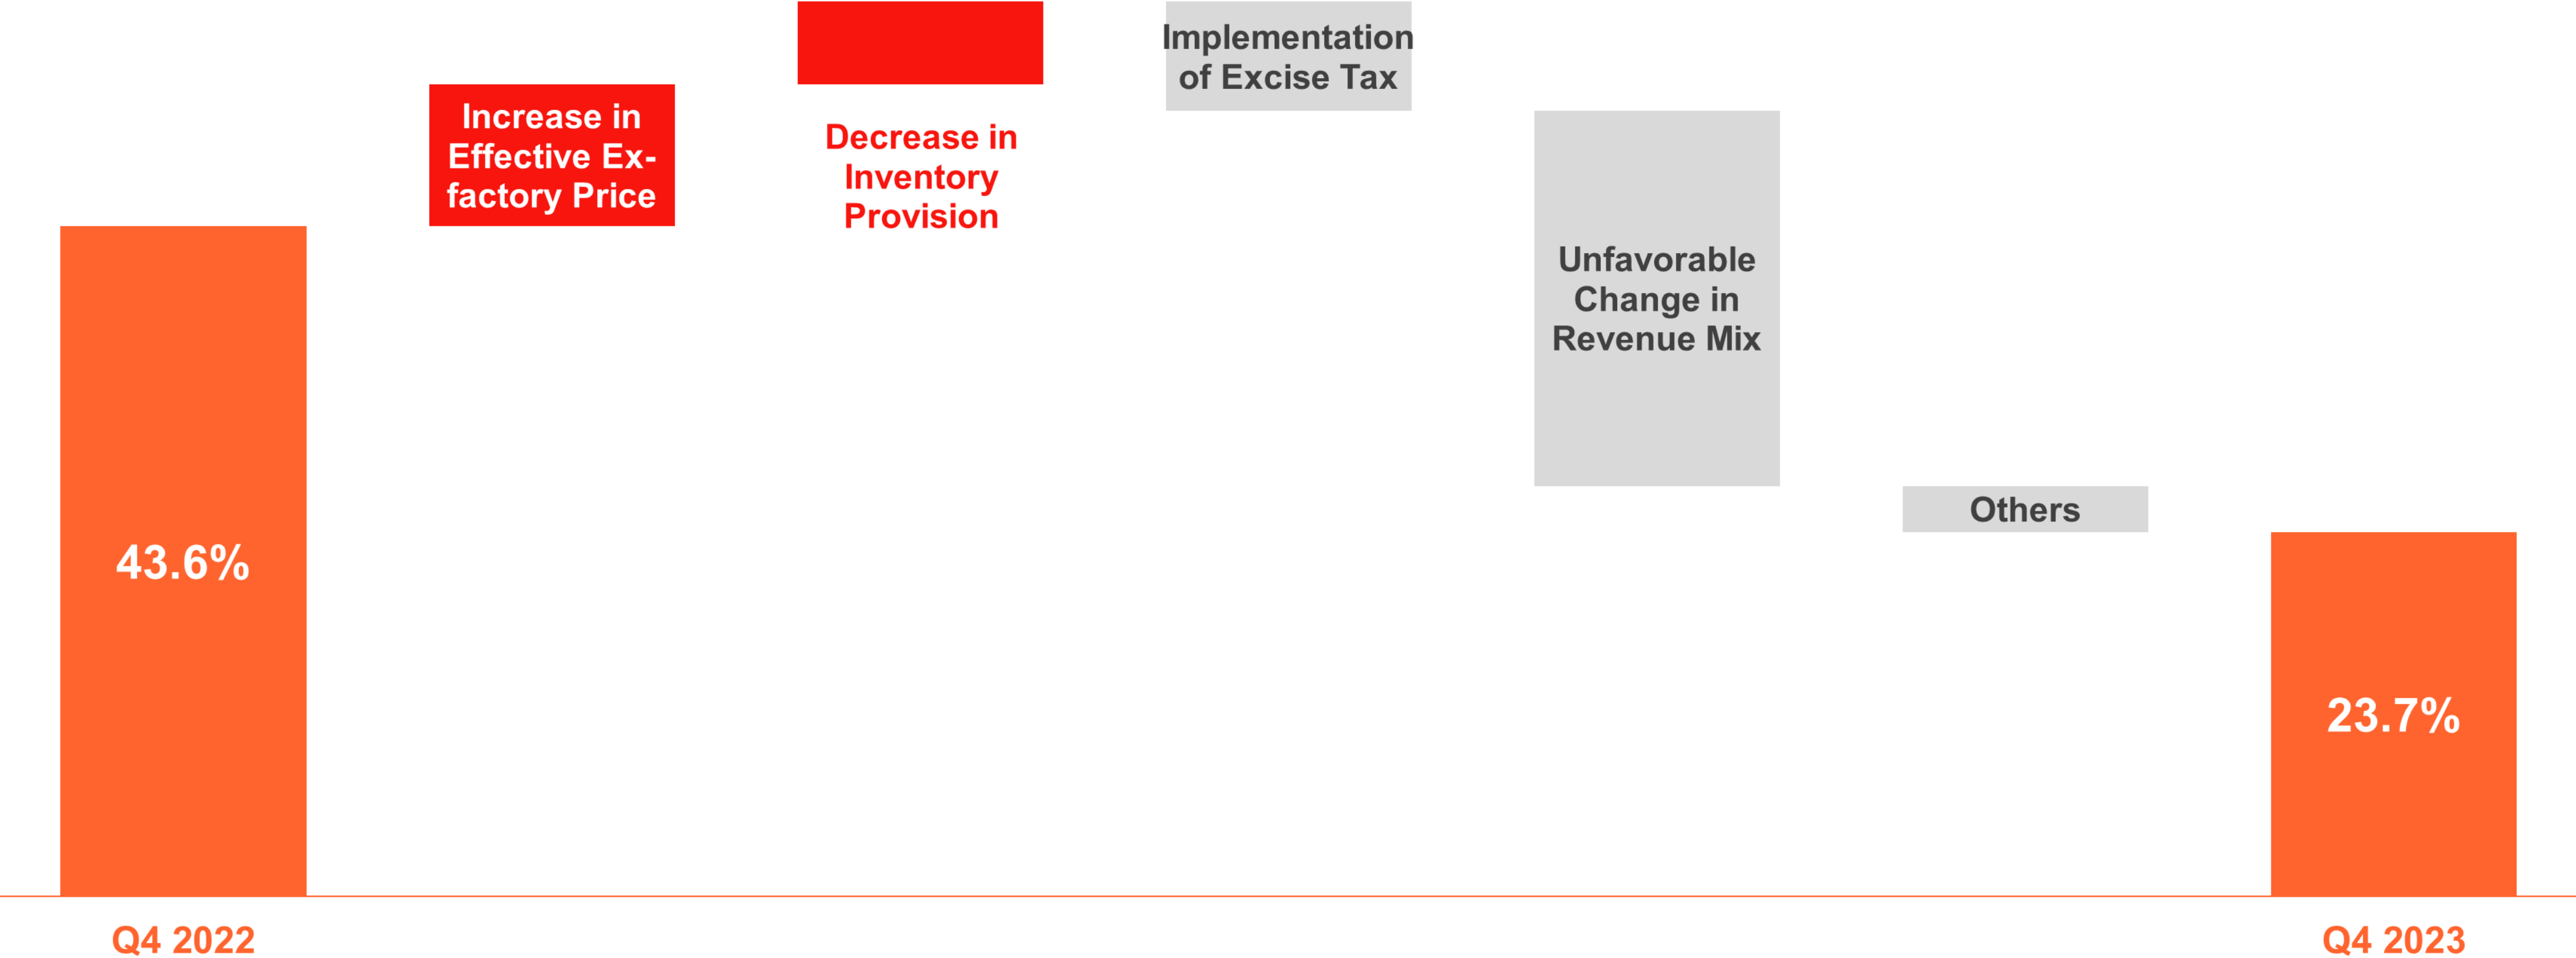 Increase in
Effective Ex-
factory Price
Decrease in
Inventory
Provision
Implementation
of Excise Tax
Unfavorable
Change in
Revenue Mix
Others
43.6%
23.7%
Q4 2022
Q4 2023